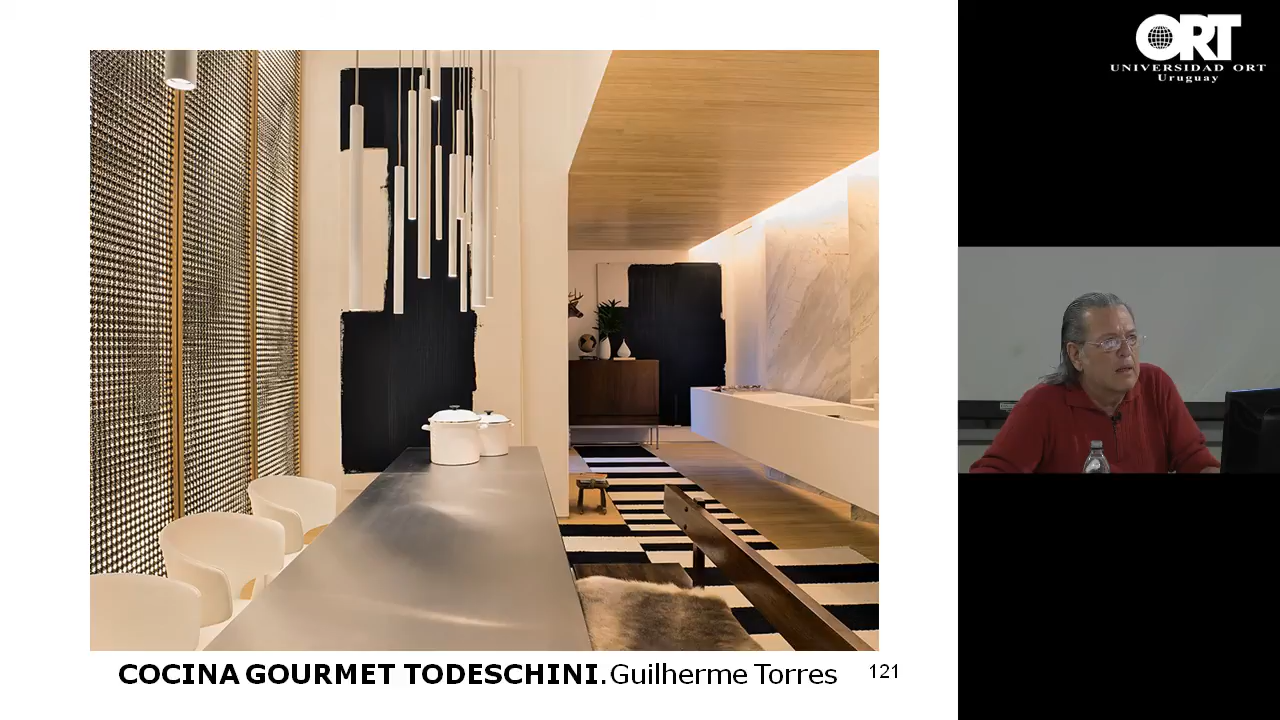 ORT
UNIVERSIDAD ORT
Uruguay
COCINA GOURMET TODESCHINI.Guilherme Torres
121